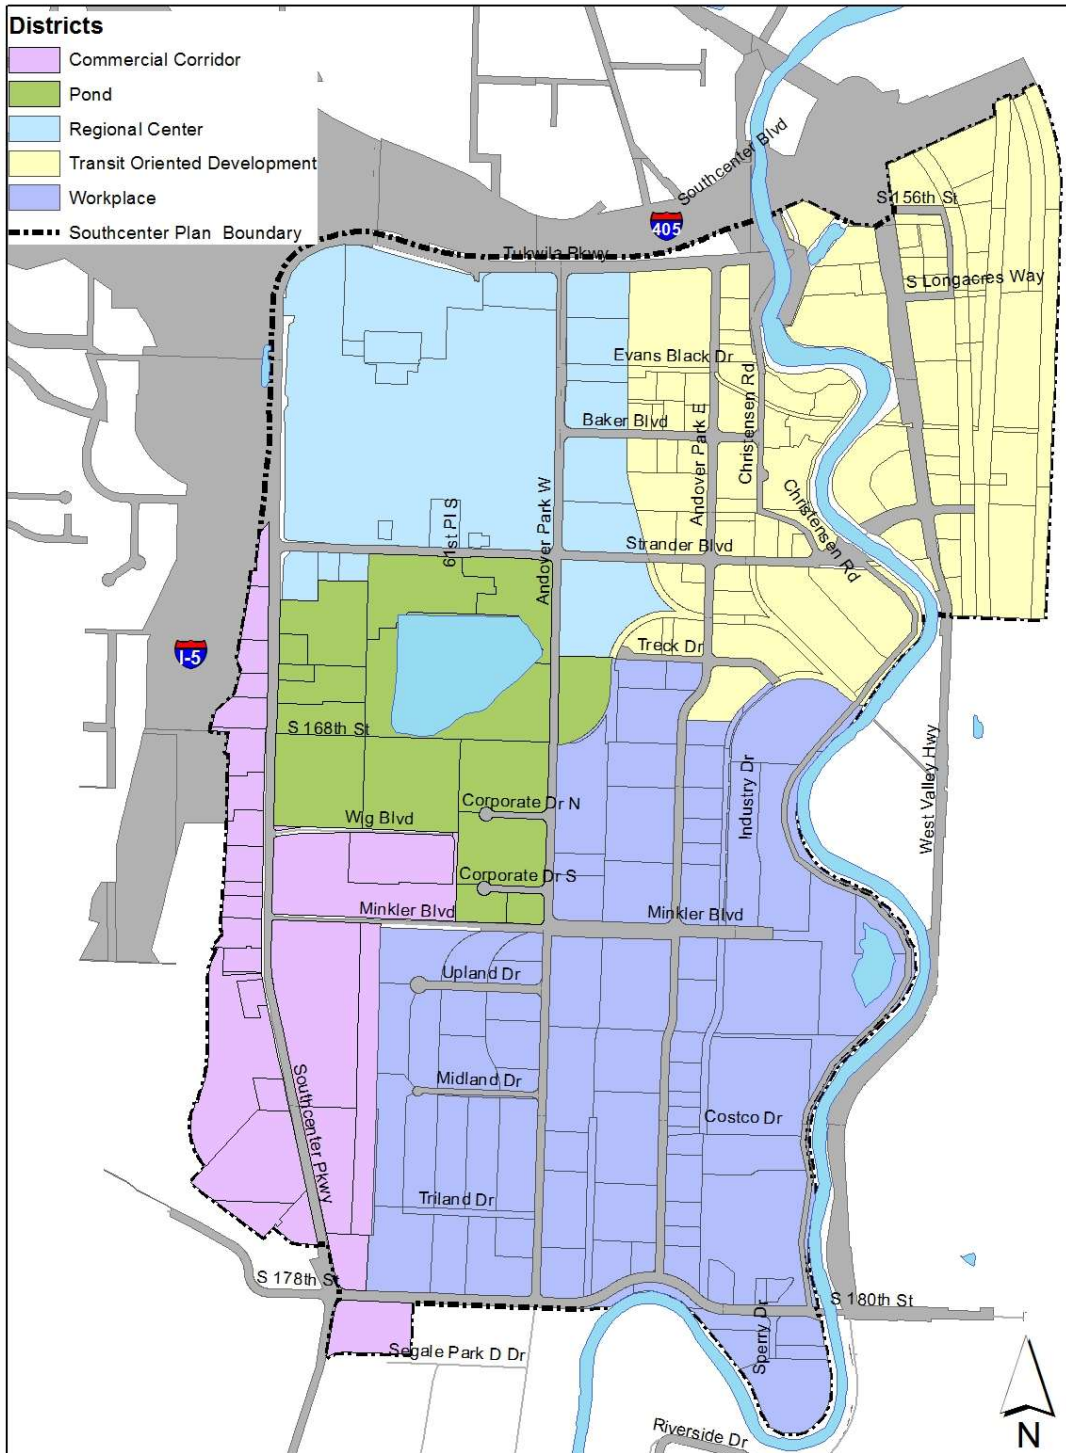 Districts
Commercial Corridor
Pond
Regional Center
Transit Oriented Development
Workplace
Southcenter Plan Boundary
Southcenter Blvd
S 156th St
405
Tukwila Pkwy
S Longacres Way
Evans Black Dr
Christensen Rd
Baker Blvd
Andover Park E
Andover Park W
61st Pl S
Christensen Rd
Strander Blvd
I-5
Treck Dr
S 168th St
Industry Dr
West Valley Hwy
Corporate Dr N
Wig Blvd
Corporate Dr S
Minkler Blvd
Minkler Blvd
Upland Dr
Midland Dr
Southcenter Pkwy
Costco Dr
Triland Dr
S 178th St
S 180th St
Sperry Dr
Segale Park D Dr
Riverside Dr
N